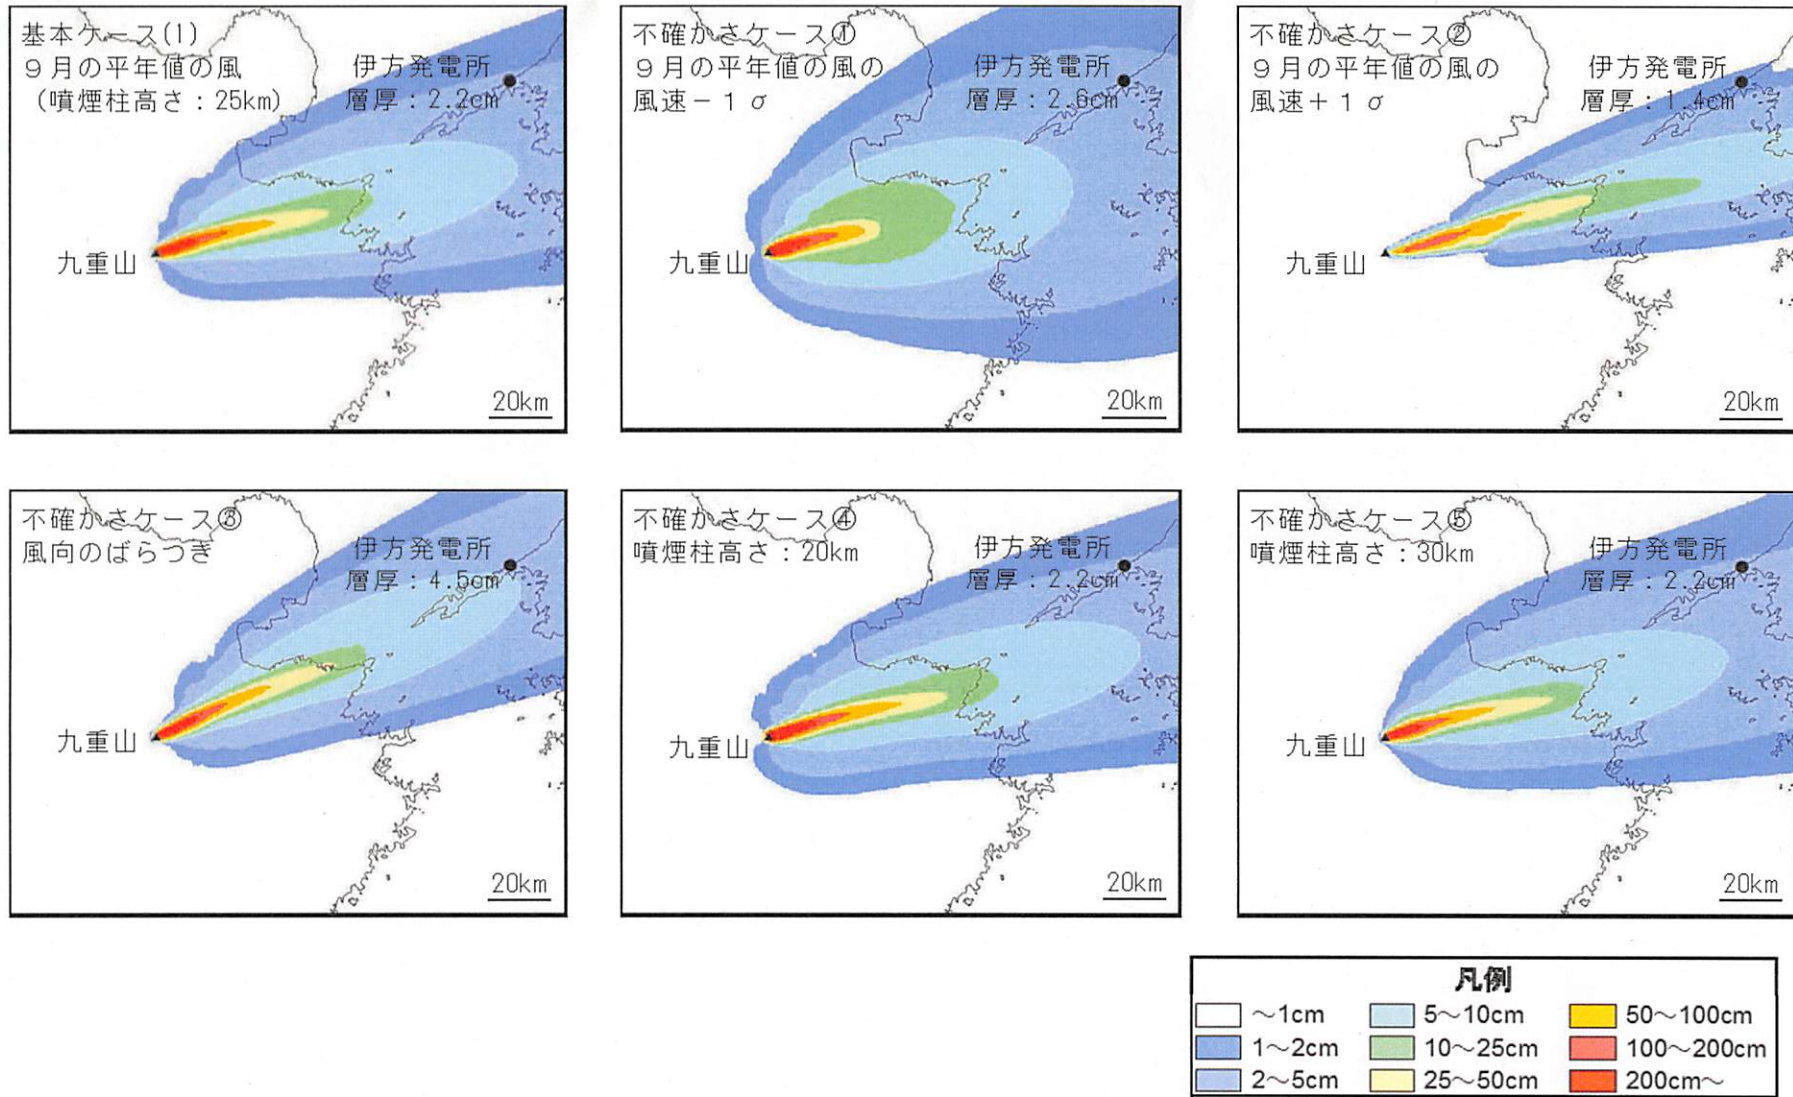 基本ケース(1)
9月の平年値の風
(噴煙柱高さ：25km)
伊方発電所
層厚：2.2cm
九重山
20km
不確かさケース①
9月の平年値の風の
風速－1σ
伊方発電所
層厚：2.6cm
九重山
20km
不確かさケース②
9月の平年値の風の
風速＋1σ
伊方発電所
層厚：1.4cm
九重山
20km
不確かさケース③
風向のばらつき
伊方発電所
層厚：4.5cm
九重山
20km
不確かさケース④
噴煙柱高さ：20km
伊方発電所
層厚：2.2cm
九重山
20km
不確かさケース⑤
噴煙柱高さ：30km
伊方発電所
層厚：2.2cm
九重山
20km
凡例
～1cm
5～10cm
50～100cm
1～2cm
10～25cm
100～200cm
2～5cm
25～50cm
200cm～